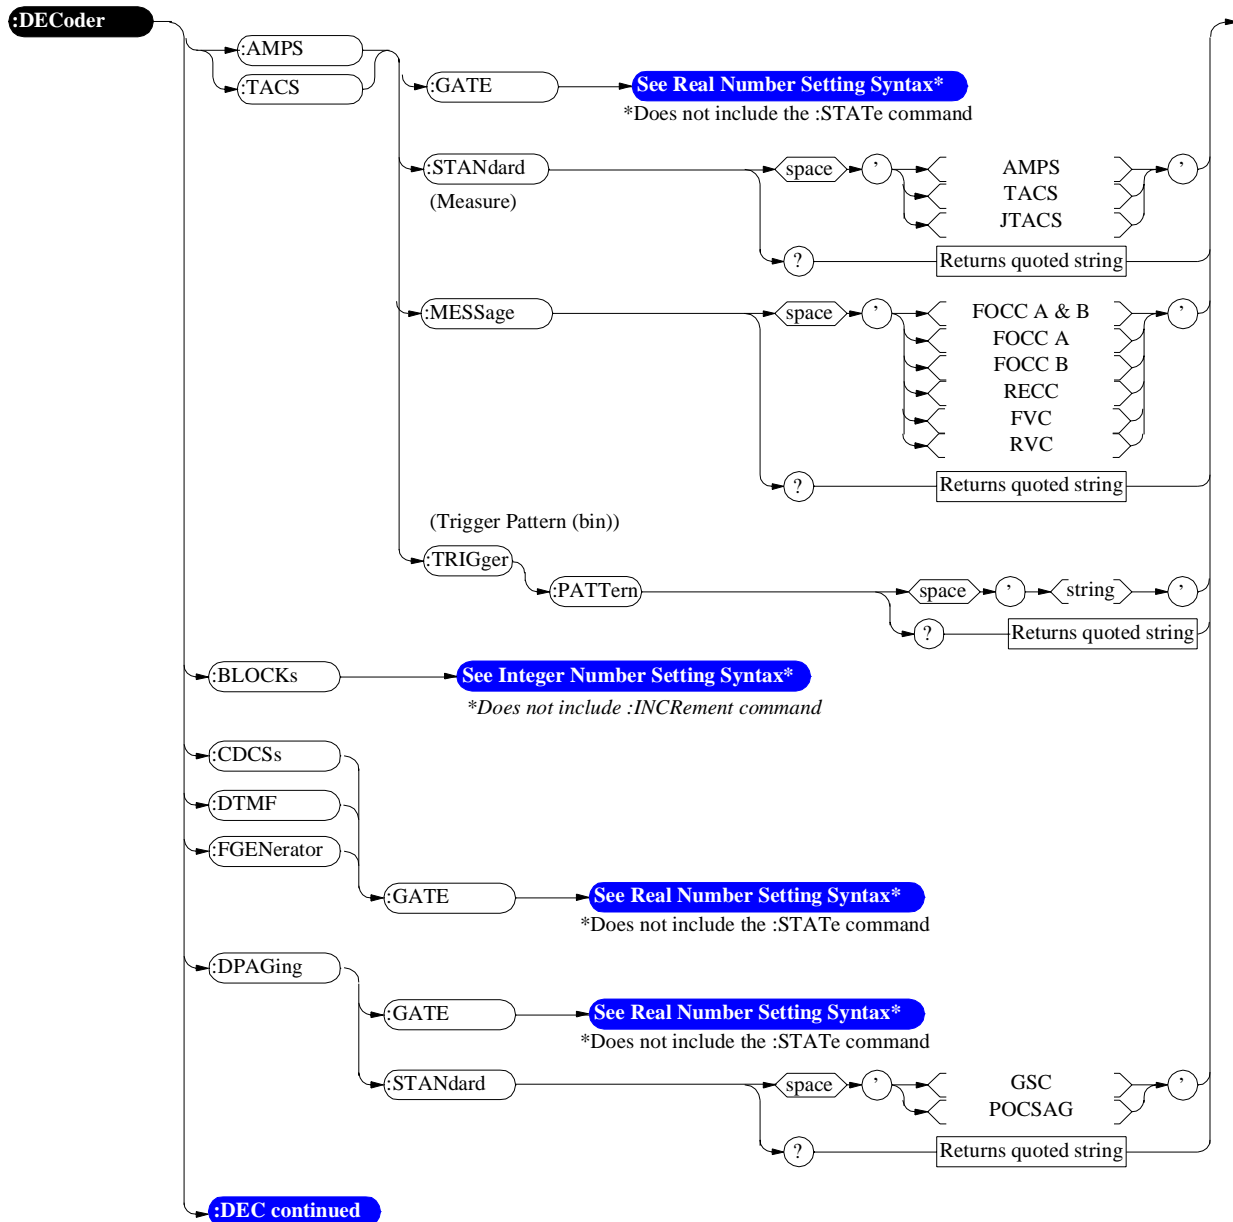 :DECoder
:AMPS
:TACS
:GATE
See Real Number Setting Syntax*
*Does not include the :STATe command
:STANdard
(Measure)
space
'
AMPS
TACS
JTACS
'
?
Returns quoted string
:MESSage
space
'
FOCC A & B
FOCC A
FOCC B
RECC
FVC
RVC
'
?
Returns quoted string
(Trigger Pattern (bin))
:TRIGger
:PATTern
space
'
string
'
?
Returns quoted string
:BLOCKs
See Integer Number Setting Syntax*
*Does not include :INCRement command
:CDCSs
:DTMF
:FGENerator
:GATE
See Real Number Setting Syntax*
*Does not include the :STATe command
:DPAGing
:GATE
See Real Number Setting Syntax*
*Does not include the :STATe command
:STANdard
space
'
GSC
POCSAG
'
?
Returns quoted string
:DEC continued